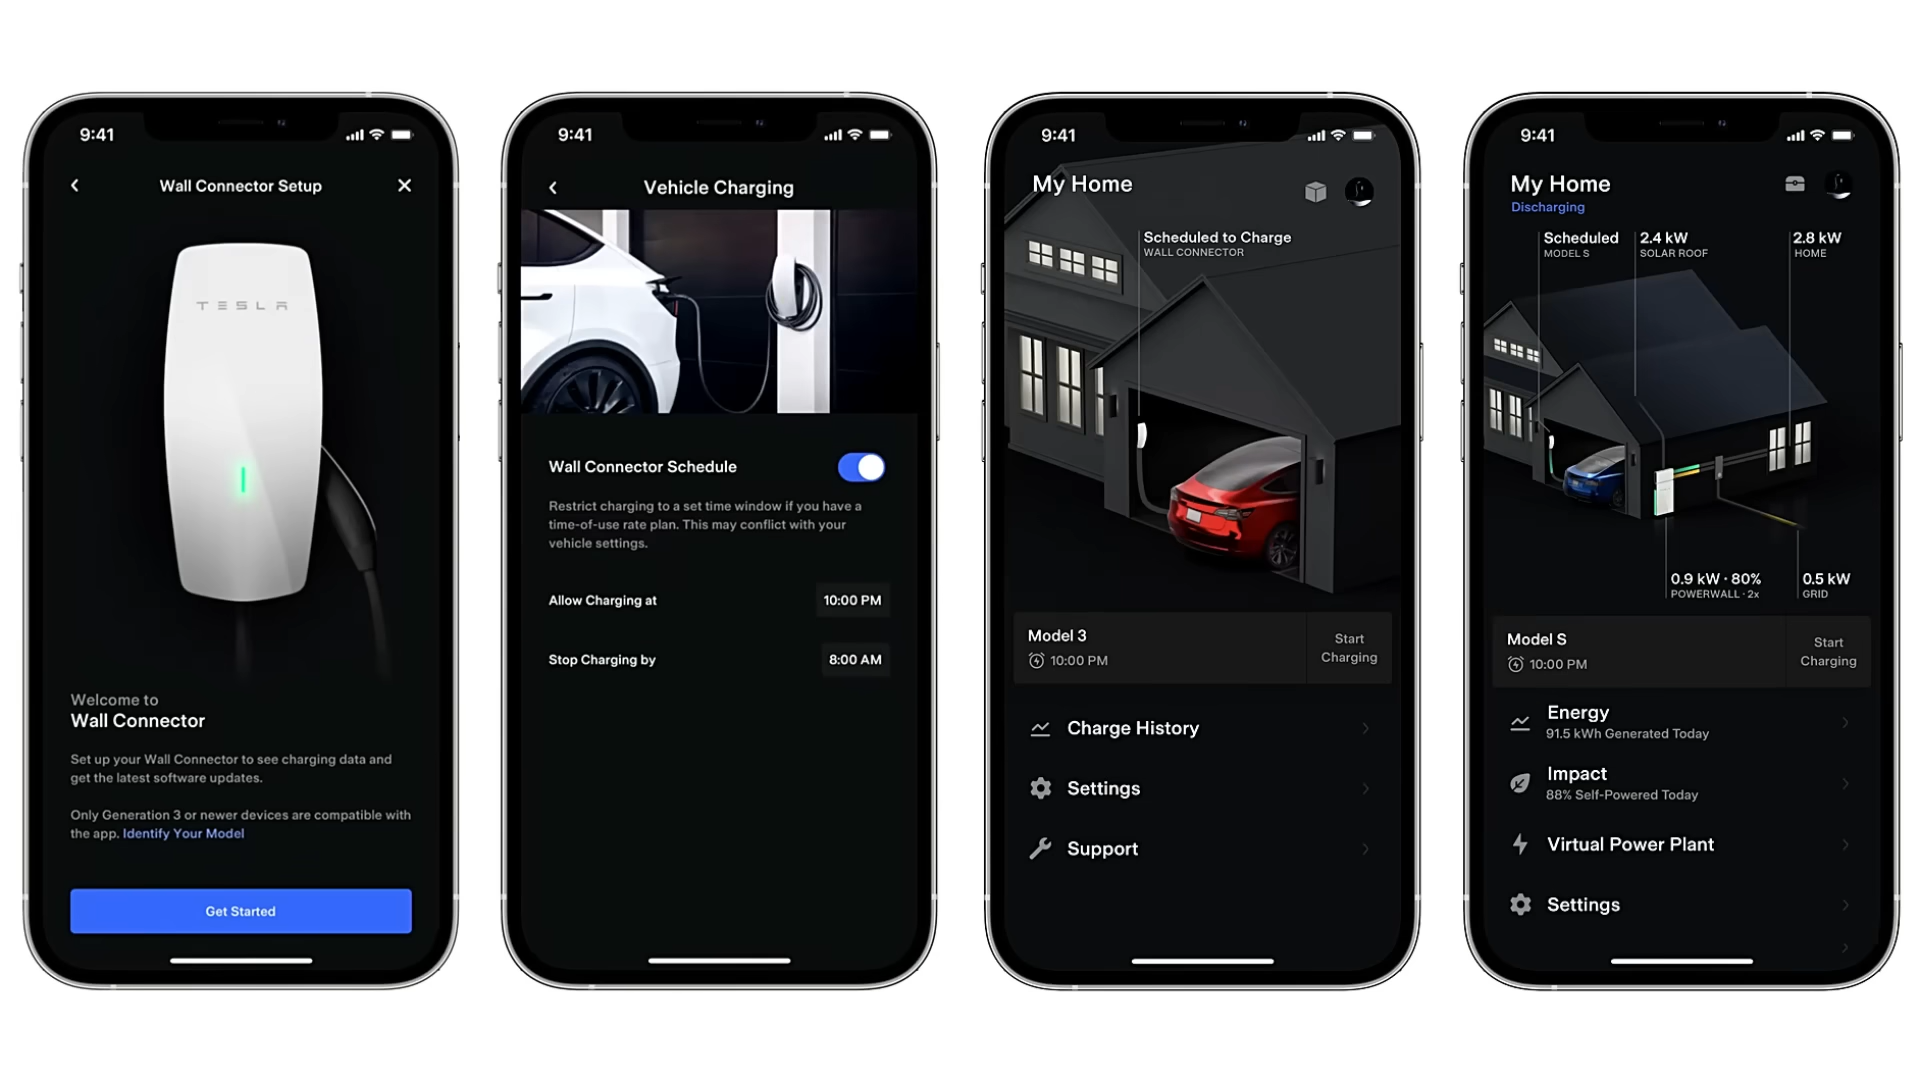 9:41
Wall Connector Setup
TESLA
Welcome to
Wall Connector
Set up your Wall Connector to see charging data and
get the latest software updates.
Only Generation 3 or newer devices are compatible with
the app. Identify Your Model
Get Started
9:41
Vehicle Charging
Wall Connector Schedule
Restrict charging to a set time window if you have a
time-of-use rate plan. This may conflict with your
vehicle settings.
Allow Charging at 10:00 PM
Stop Charging by 8:00 AM
9:41
My Home
Scheduled to Charge
WALL CONNECTOR
Model 3
10:00 PM
Start
Charging
Charge History
Settings
Support
9:41
My Home
Discharging
Scheduled
MODEL S
2.4 kW
SOLAR ROOF
2.8 kW
HOME
0.9 kW · 80%
POWERWALL · 2x
0.5 kW
GRID
Model S
10:00 PM
Start
Charging
Energy
91.5 kWh Generated Today
Impact
88% Self-Powered Today
Virtual Power Plant
Settings